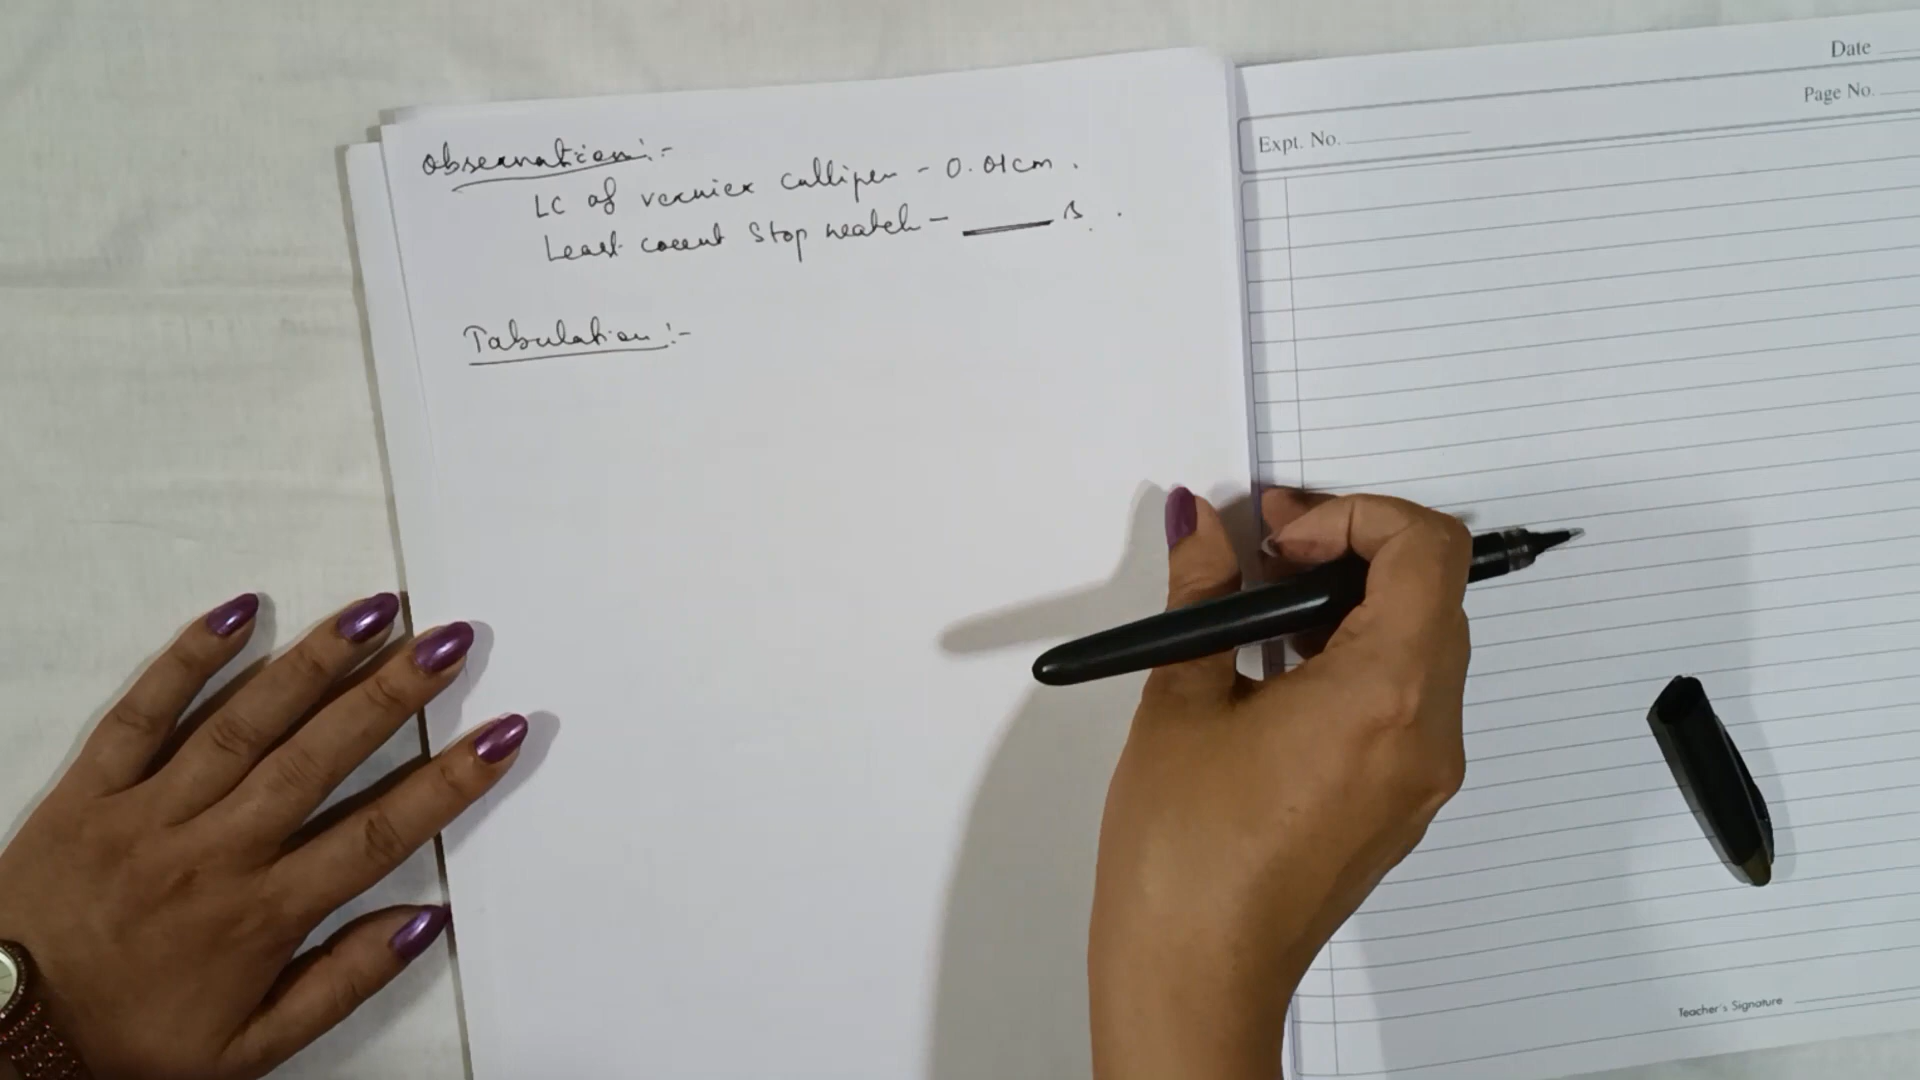 Observation:-
LC of vernier calliper - 0.01cm.
Least count Stop watch - ____ s.
Tabulation:-
Date
Page No.
Expt. No.
Teacher's Signature